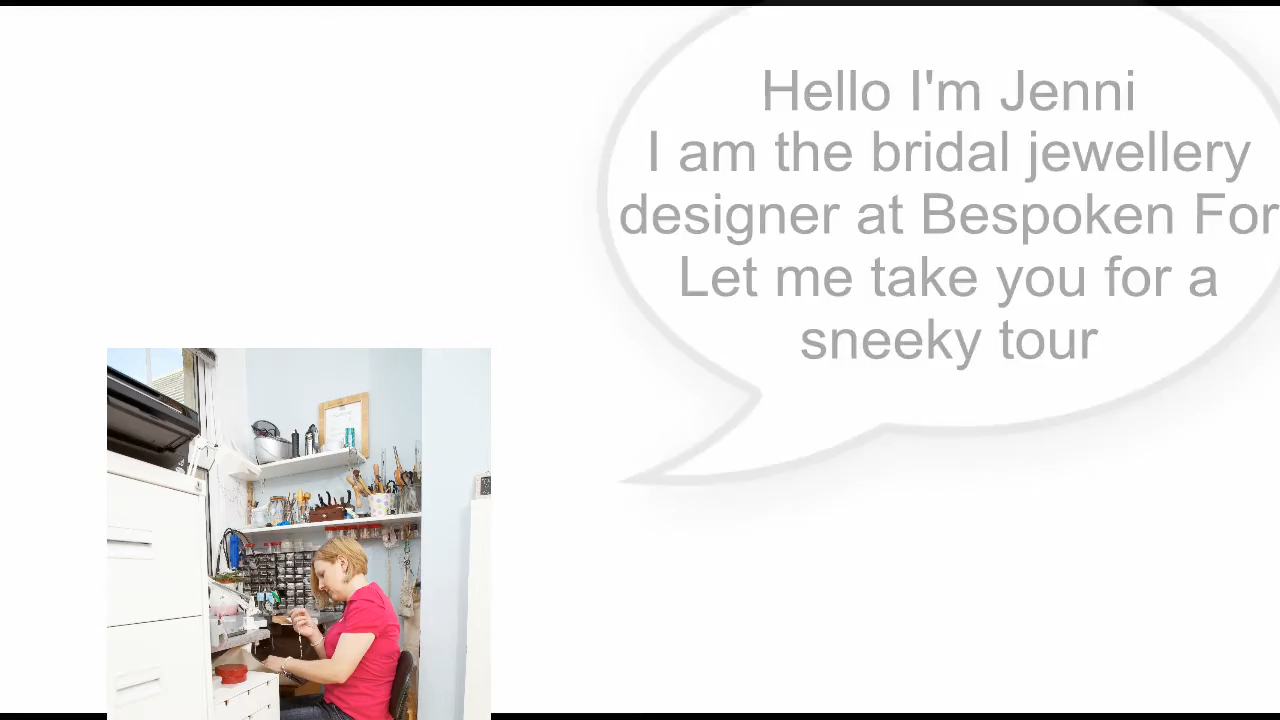 Hello I'm Jenni
I am the bridal jewellery
designer at Bespoken For
Let me take you for a
sneeky tour